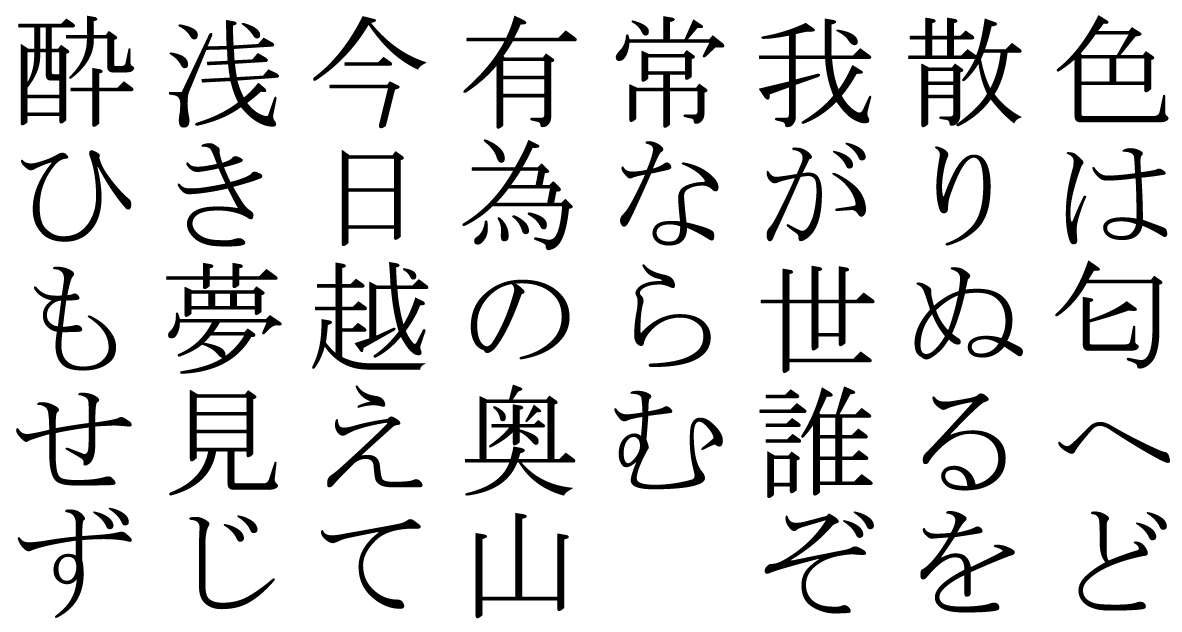 色は匂へど
散りぬるを
我が世誰ぞ
常ならむ
有為の奥山
今日越えて
浅き夢見じ
酔ひもせず